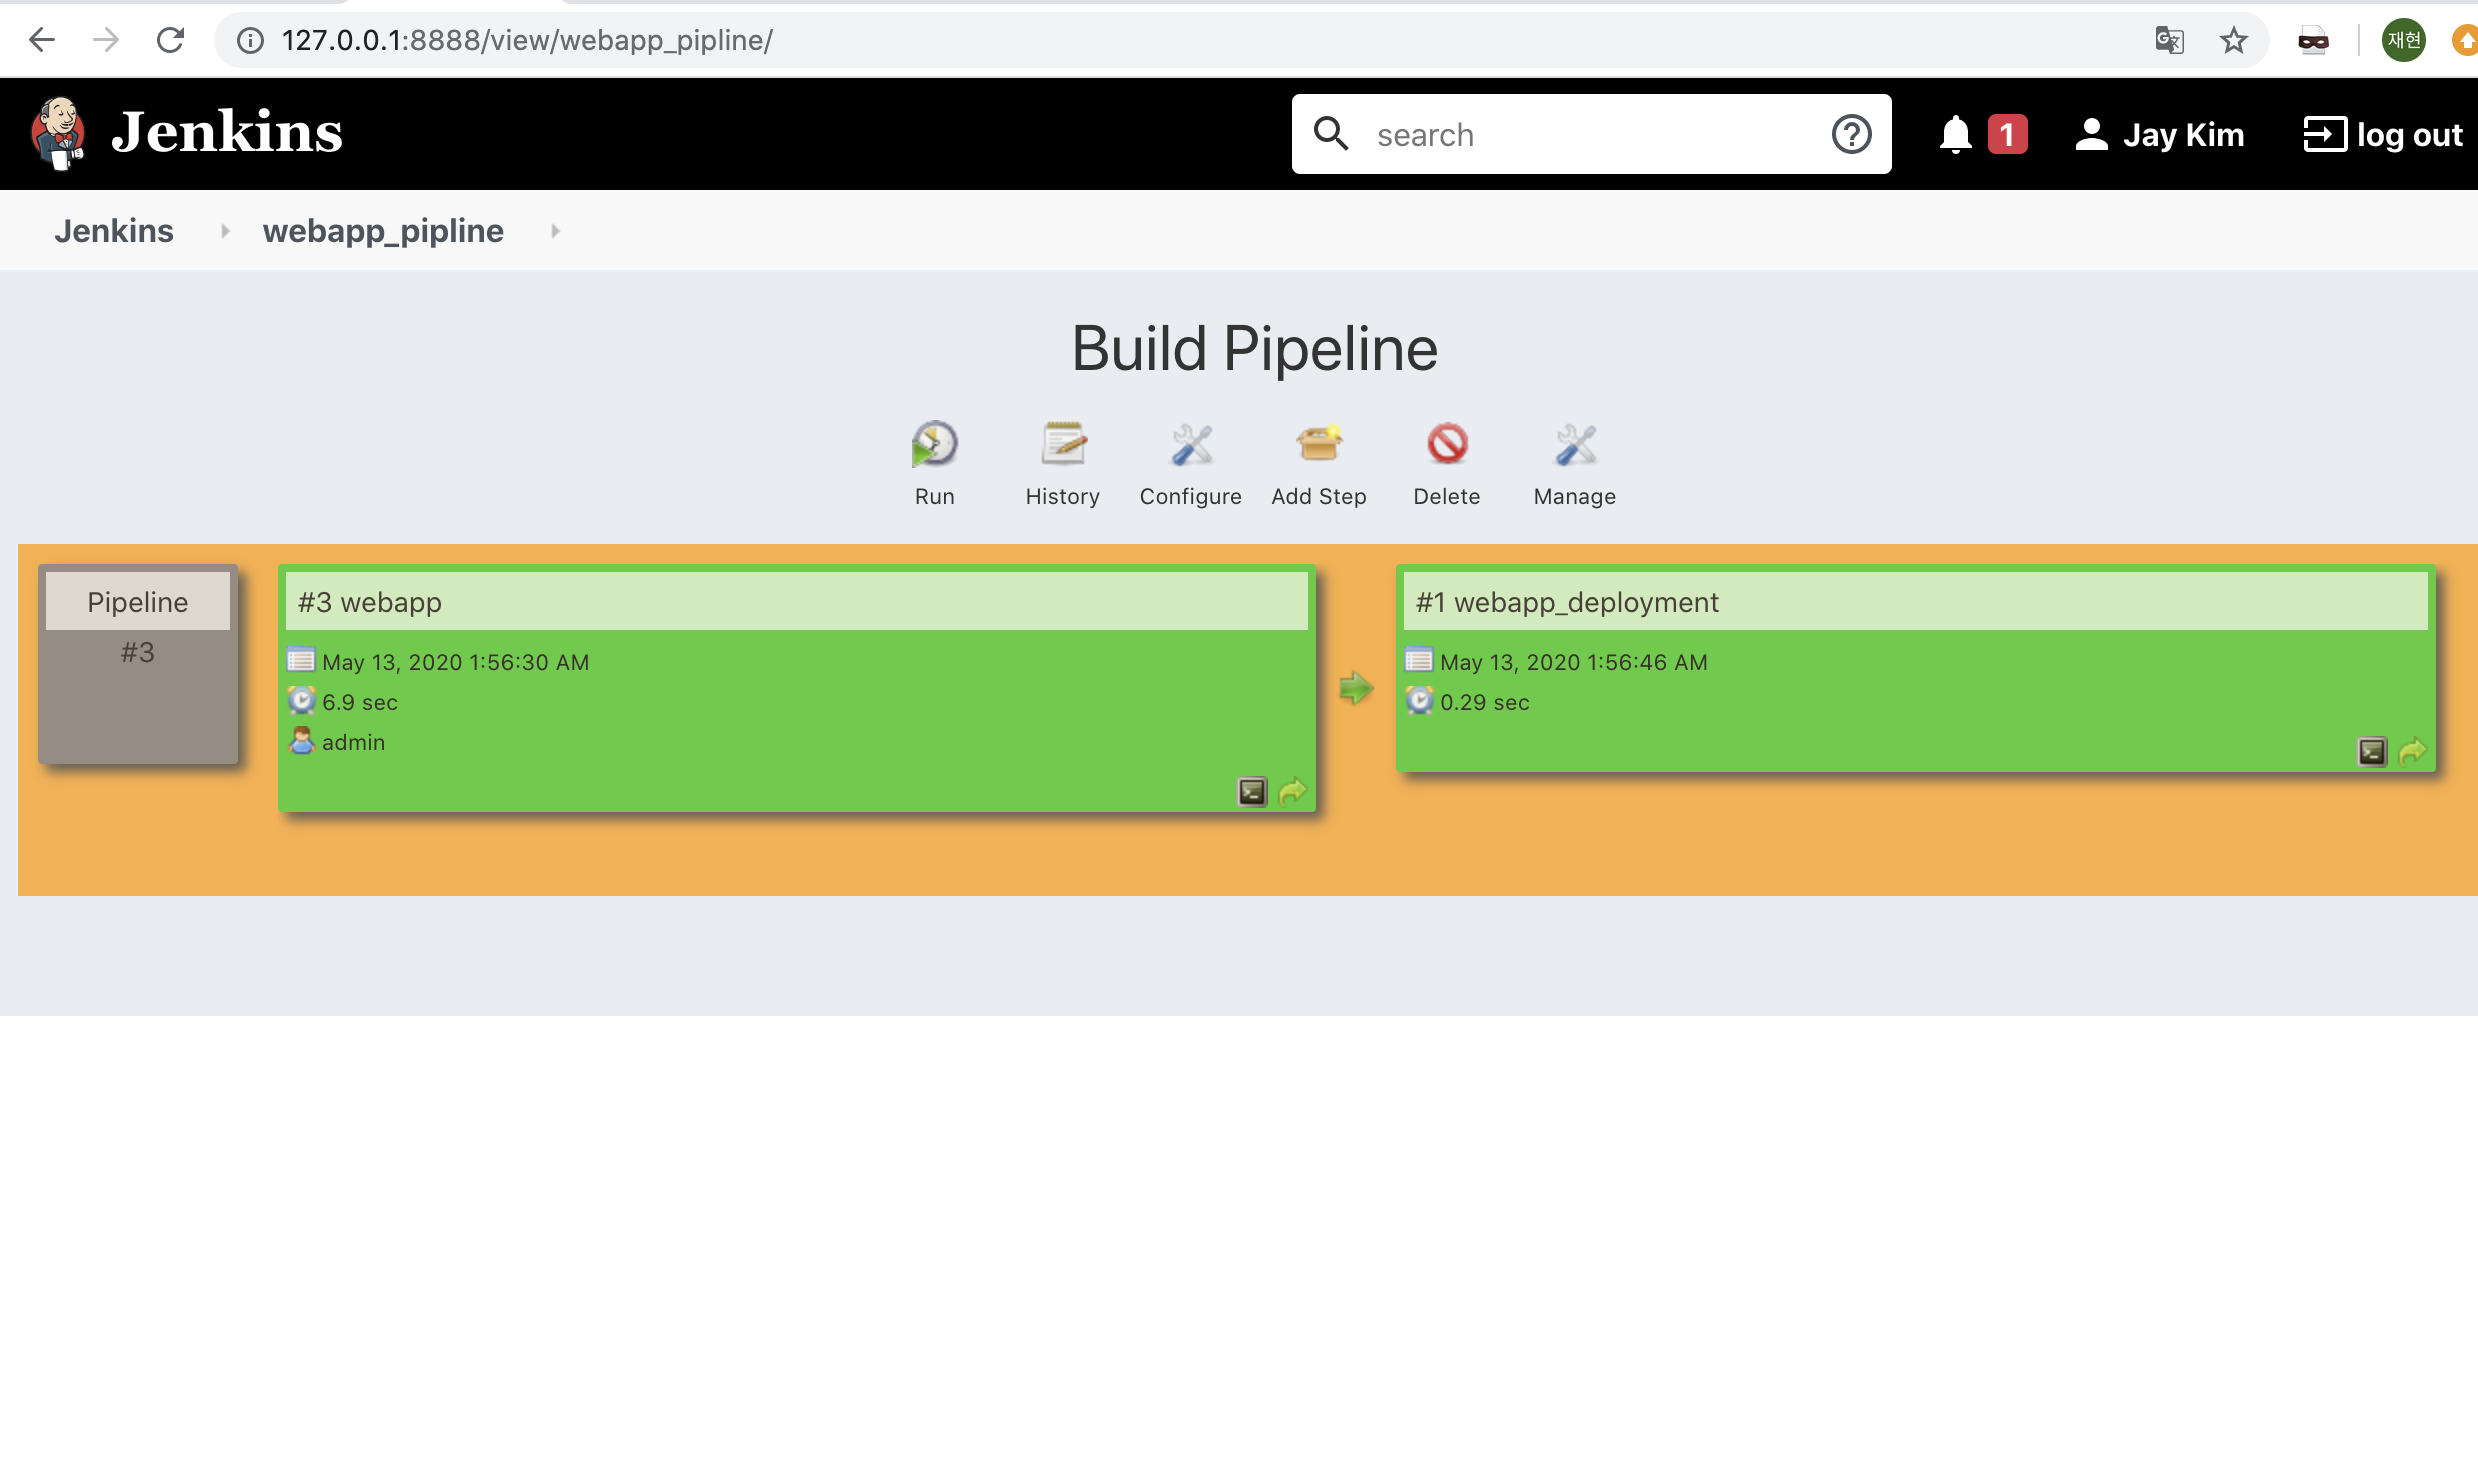 127.0.0.1:8888/view/webapp_pipline/
재현
Jenkins
search
1
Jay Kim
log out
Jenkins
webapp_pipline
Build Pipeline
Run
History
Configure
Add Step
Delete
Manage
Pipeline
#3
#3 webapp
May 13, 2020 1:56:30 AM
6.9 sec
admin
#1 webapp_deployment
May 13, 2020 1:56:46 AM
0.29 sec